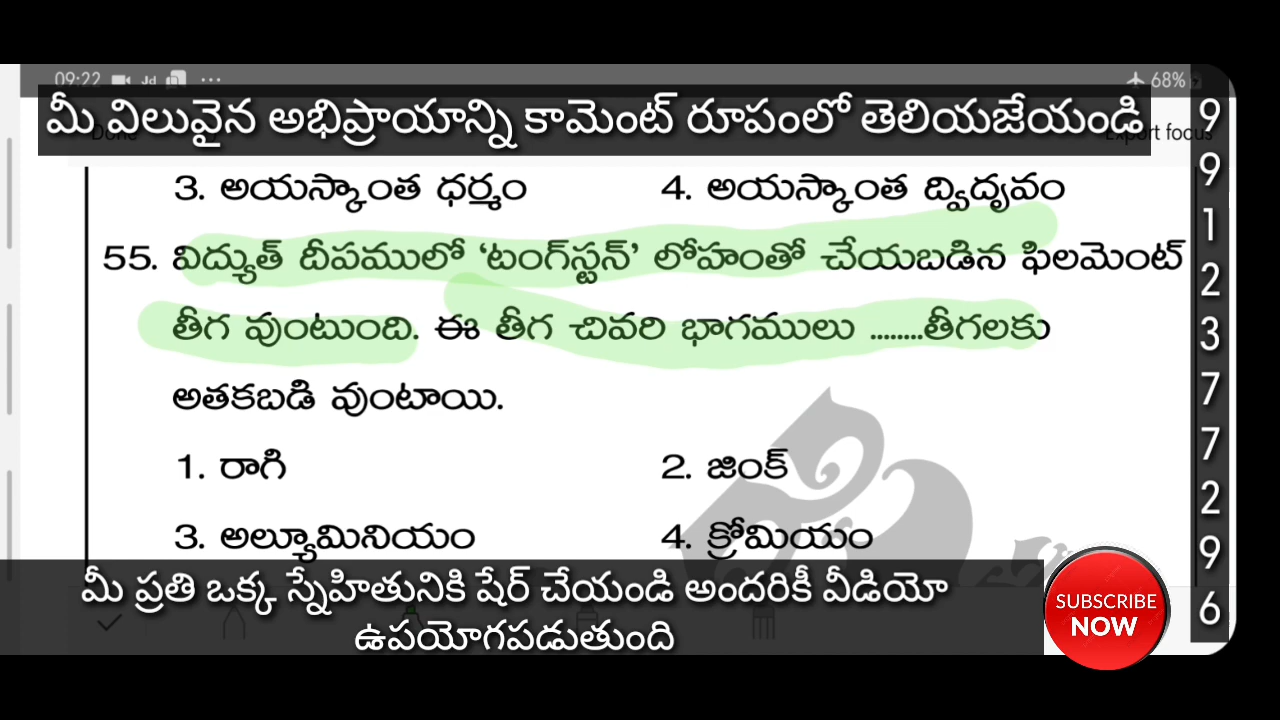 09:22 Jd ... 68%
మీ విలువైన అభిప్రాయాన్ని కామెంట్ రూపంలో తెలియజేయండి
Done
3. అయస్కాంత ధర్మం 4. అయస్కాంత ద్విదృవం
55. విద్యుత్ దీపములో ‘టంగ్‌స్టన్’ లోహంతో చేయబడిన ఫిలమెంట్
తీగ వుంటుంది. ఈ తీగ చివరి భాగములు ........తీగలకు
అతకబడి వుంటాయి.
1. రాగి 2. జింక్
3. అల్యూమినియం 4. క్రోమియం
మీ ప్రతి ఒక్క స్నేహితునికి షేర్ చేయండి అందరికీ వీడియో
ఉపయోగపడుతుంది
SUBSCRIBE
NOW
9
9
1
2
3
7
7
2
9
6